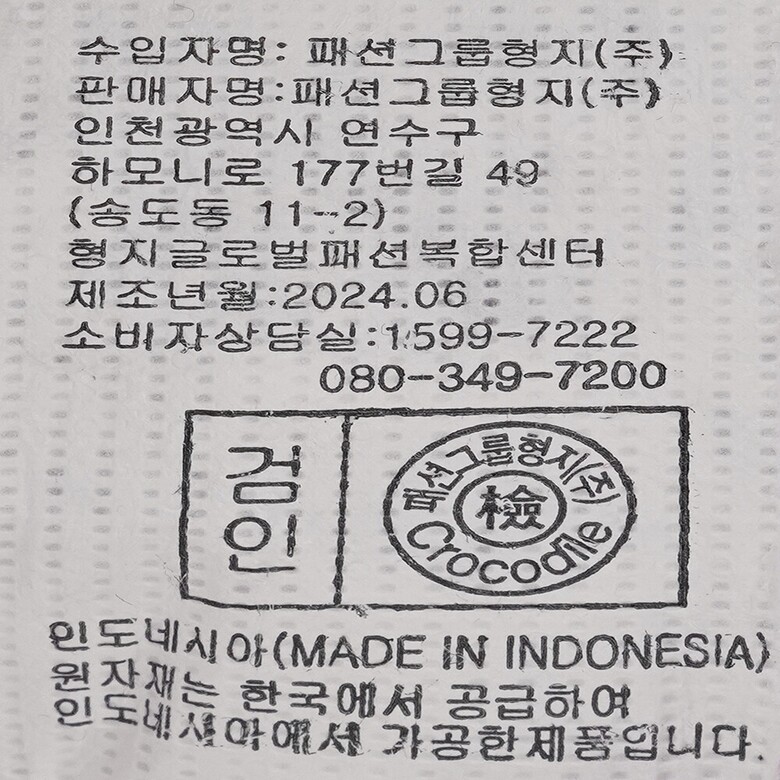 수입자명: 패션그룹형지(주)
판매자명:패션그룹형지(주)
인천광역시 연수구
하모니로 177번길 49
(송도동 11-2)
형지글로벌패션복합센터
제조년월:2024.06
소비자상담실:1599-7222
080-349-7200
검인
패션그룹형지(주)
檢
Crocodile
인도네시아(MADE IN INDONESIA)
원자재는 한국에서 공급하여
인도네시아에서 가공한제품입니다.